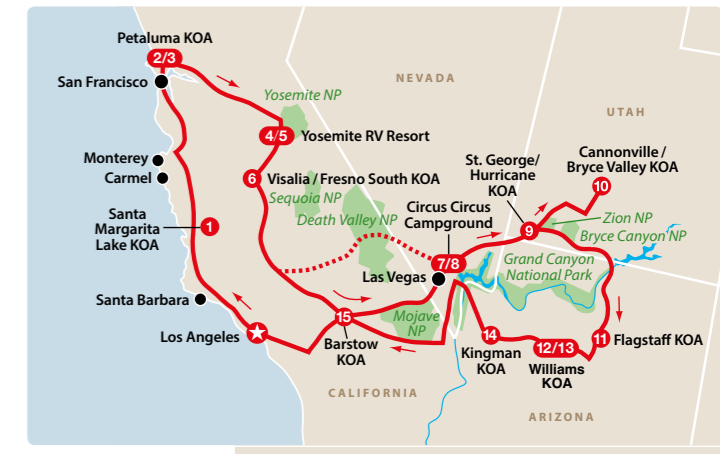 Petaluma KOA
2/3
San Francisco
NEVADA
Yosemite NP
UTAH
4/5 Yosemite RV Resort
St. George/
Hurricane
KOA
Cannonville /
Bryce Valley KOA
10
Monterey
Carmel
6 Visalia / Fresno South KOA
Sequoia NP
Death Valley NP
Circus Circus
Campground
7/8
9
Zion NP
Bryce Canyon NP
Santa
Margarita
Lake KOA
1
Las Vegas
Grand Canyon
National Park
Santa Barbara
Los Angeles
15
Barstow
KOA
Mojave
NP
14
Kingman
KOA
12/13
Williams
KOA
11 Flagstaff KOA
CALIFORNIA
ARIZONA